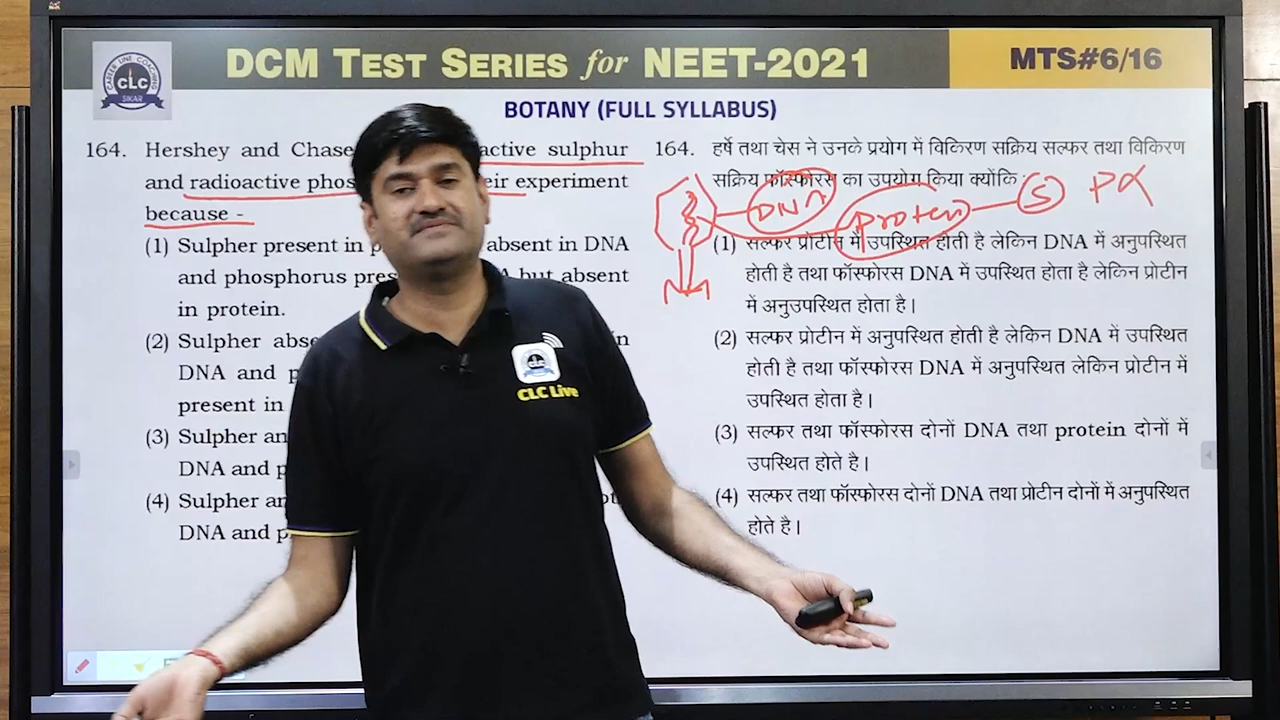 DCM TEST SERIES for NEET-2021
MTS#6/16
CAREER LINE COACHING
CLC
SIKAR
BOTANY (FULL SYLLABUS)
164. Hershey and Chase active sulphur
and radioactive phos eir experiment
because -
(1) Sulpher present in p absent in DNA
and phosphorus pres but absent
in protein.
(2) Sulpher abse in
DNA and p
present in
(3) Sulpher an
DNA and p
(4) Sulpher an
DNA and p
164. हर्षे तथा चेस ने उनके प्रयोग में विकिरण सक्रिय सल्फर तथा विकिरण
सक्रिय फॉस्फोरस का उपयोग किया क्योंकि-
(1) सल्फर प्रोटीन में उपस्थित होती है लेकिन DNA में अनुपस्थित
होती है तथा फॉस्फोरस DNA में उपस्थित होता है लेकिन प्रोटीन
में अनुउपस्थित होता है।
(2) सल्फर प्रोटीन में अनुपस्थित होती है लेकिन DNA में उपस्थित
होती है तथा फॉस्फोरस DNA में अनुपस्थित लेकिन प्रोटीन में
उपस्थित होता है।
(3) सल्फर तथा फॉस्फोरस दोनों DNA तथा protein दोनों में
उपस्थित होते है।
(4) सल्फर तथा फॉस्फोरस दोनों DNA तथा प्रोटीन दोनों में अनुपस्थित
होते है।
DNA
Protein
S
P
CLC
CLC Live